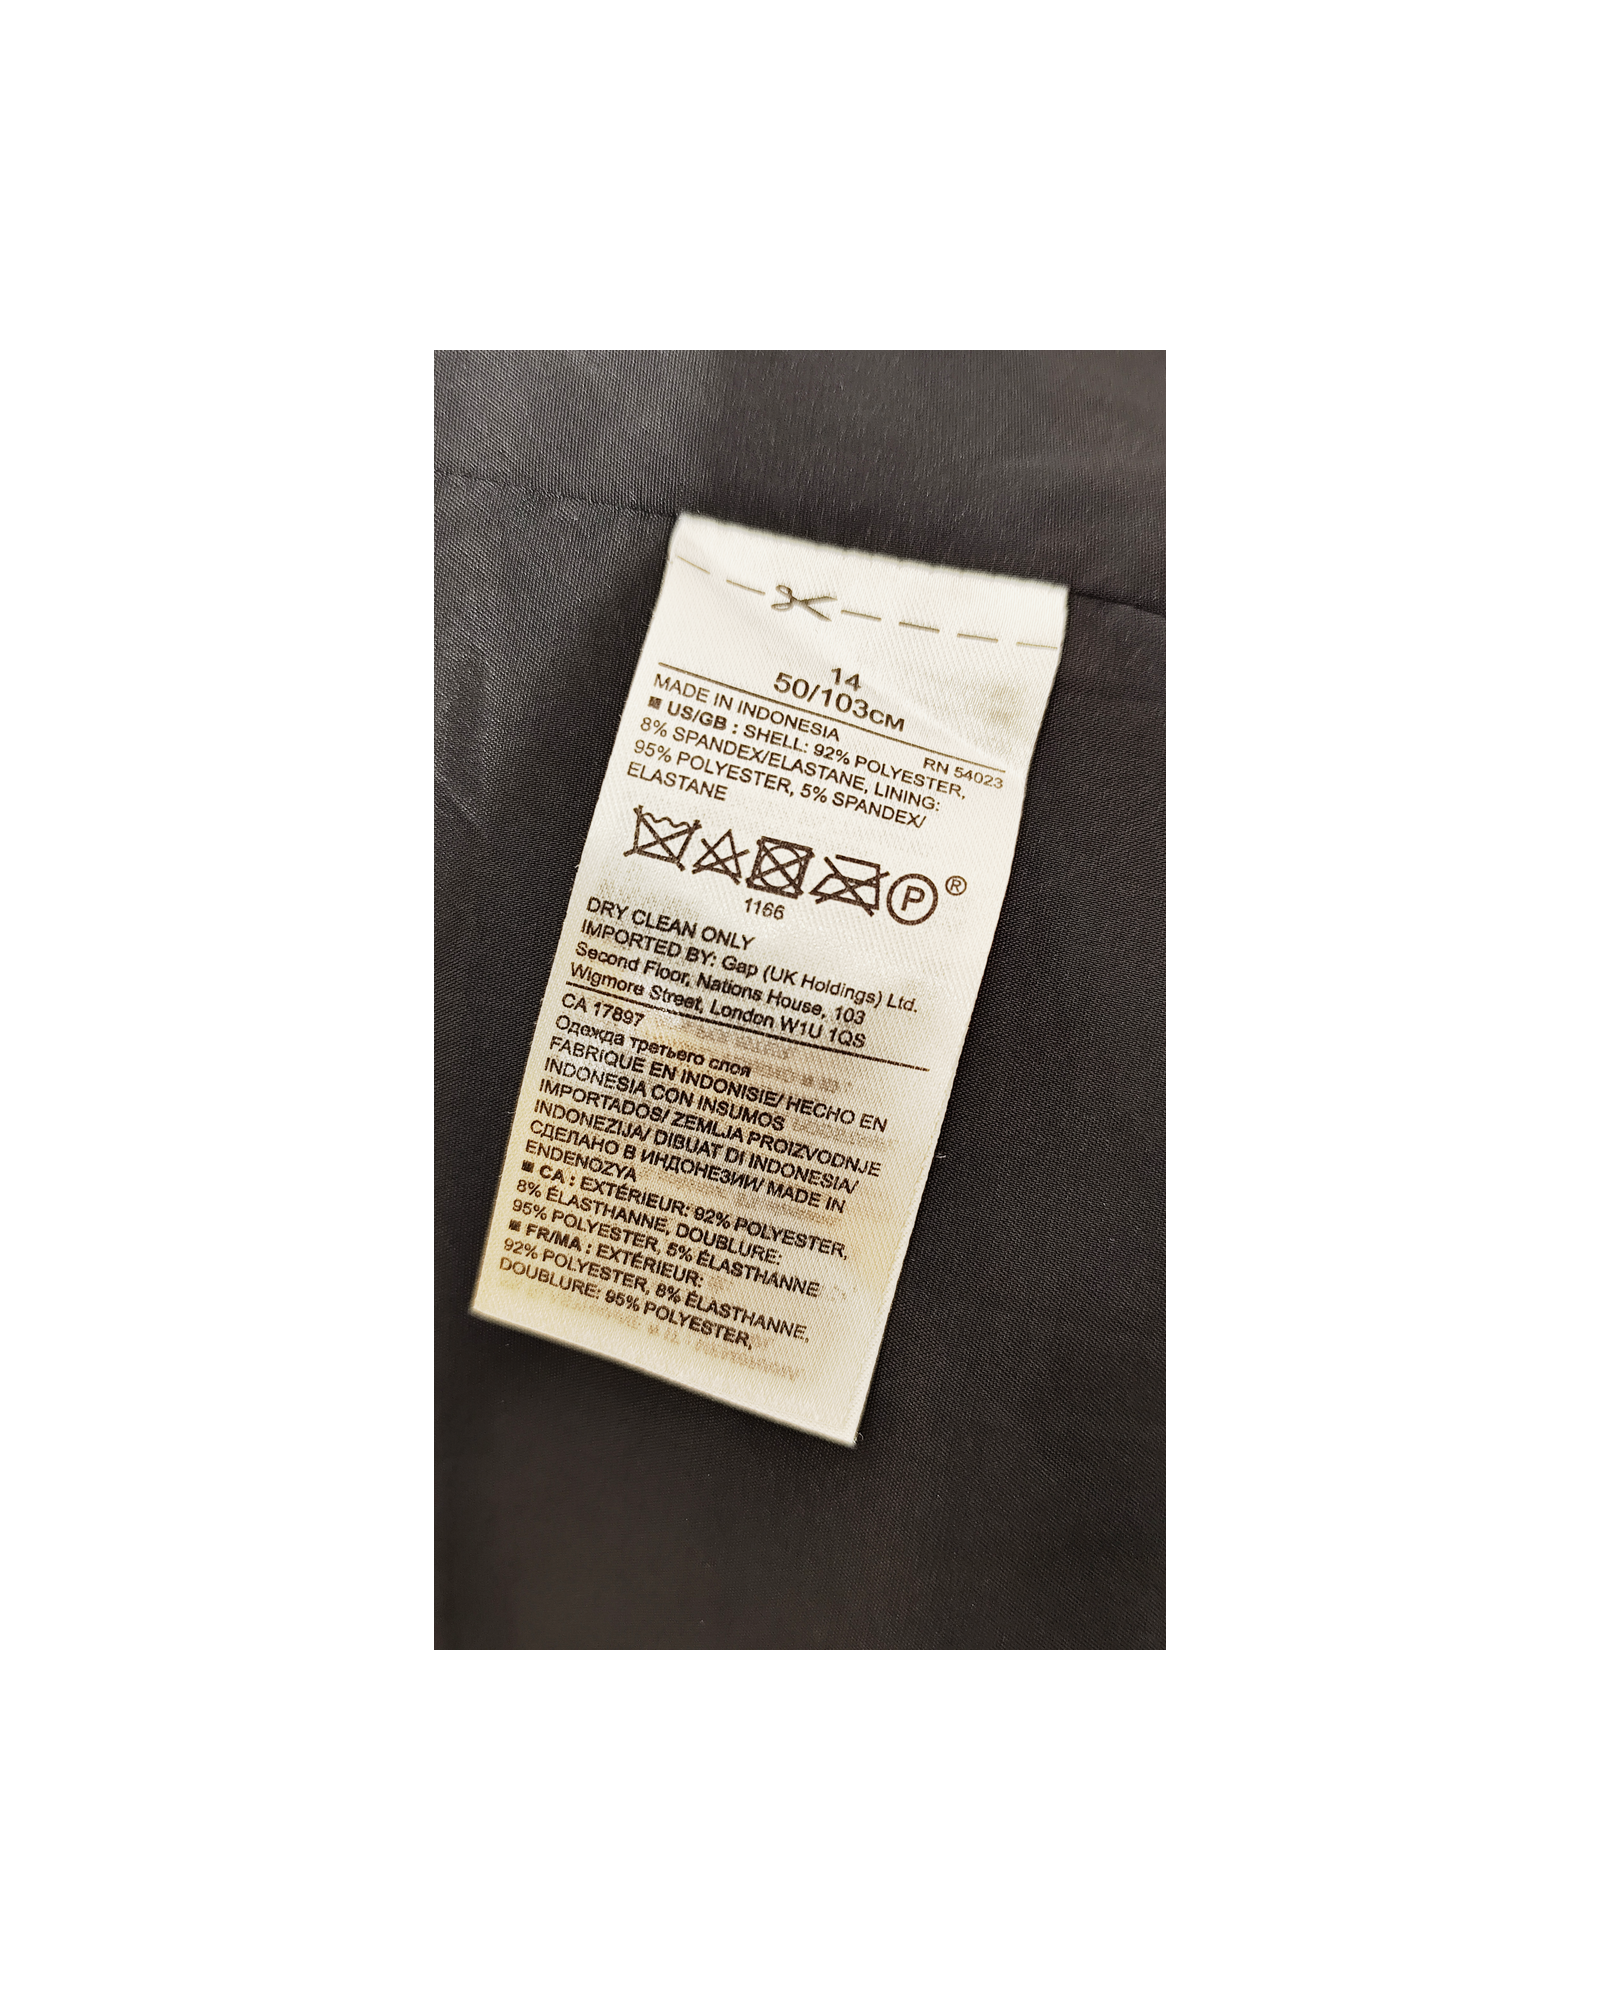 14
50/103см
MADE IN INDONESIA
RN 54023
■ US/GB : SHELL: 92% POLYESTER,
8% SPANDEX/ELASTANE, LINING:
95% POLYESTER, 5% SPANDEX/
ELASTANE
P ®
1166
DRY CLEAN ONLY
IMPORTED BY: Gap (UK Holdings) Ltd.
Second Floor, Nations House, 103
Wigmore Street, London W1U 1QS
CA 17897
Одежда третьего слоя
FABRIQUE EN INDONISIE/ HECHO EN
INDONESIA CON INSUMOS
IMPORTADOS/ ZEMLJA PROIZVODNJE
INDONEZIJA/ DIBUAT DI INDONESIA/
СДЕЛАНО В ИНДОНЕЗИИ/ MADE IN
ENDENOZYA
■ CA : EXTÉRIEUR: 92% POLYESTER,
8% ÉLASTHANNE, DOUBLURE:
95% POLYESTER, 5% ÉLASTHANNE
■ FR/MA : EXTÉRIEUR:
92% POLYESTER, 8% ÉLASTHANNE,
DOUBLURE: 95% POLYESTER,